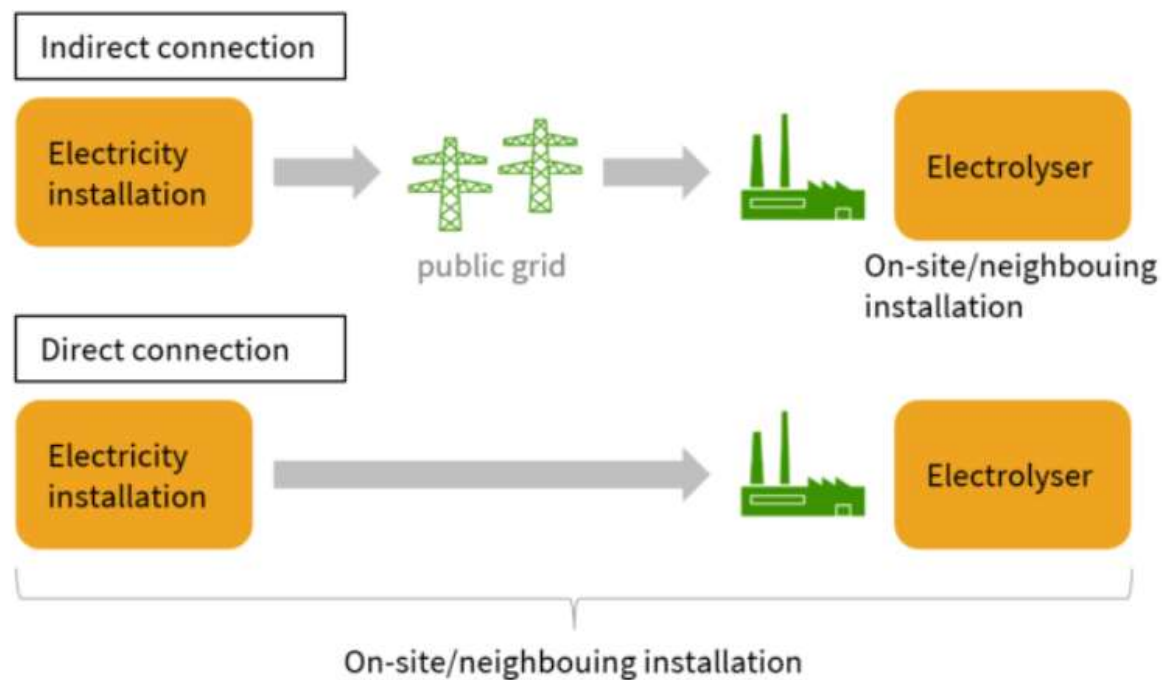 Indirect connection
Electricity
installation
public grid
Electrolyser
On-site/neighbouing
installation
Direct connection
Electricity
installation
Electrolyser
On-site/neighbouing installation